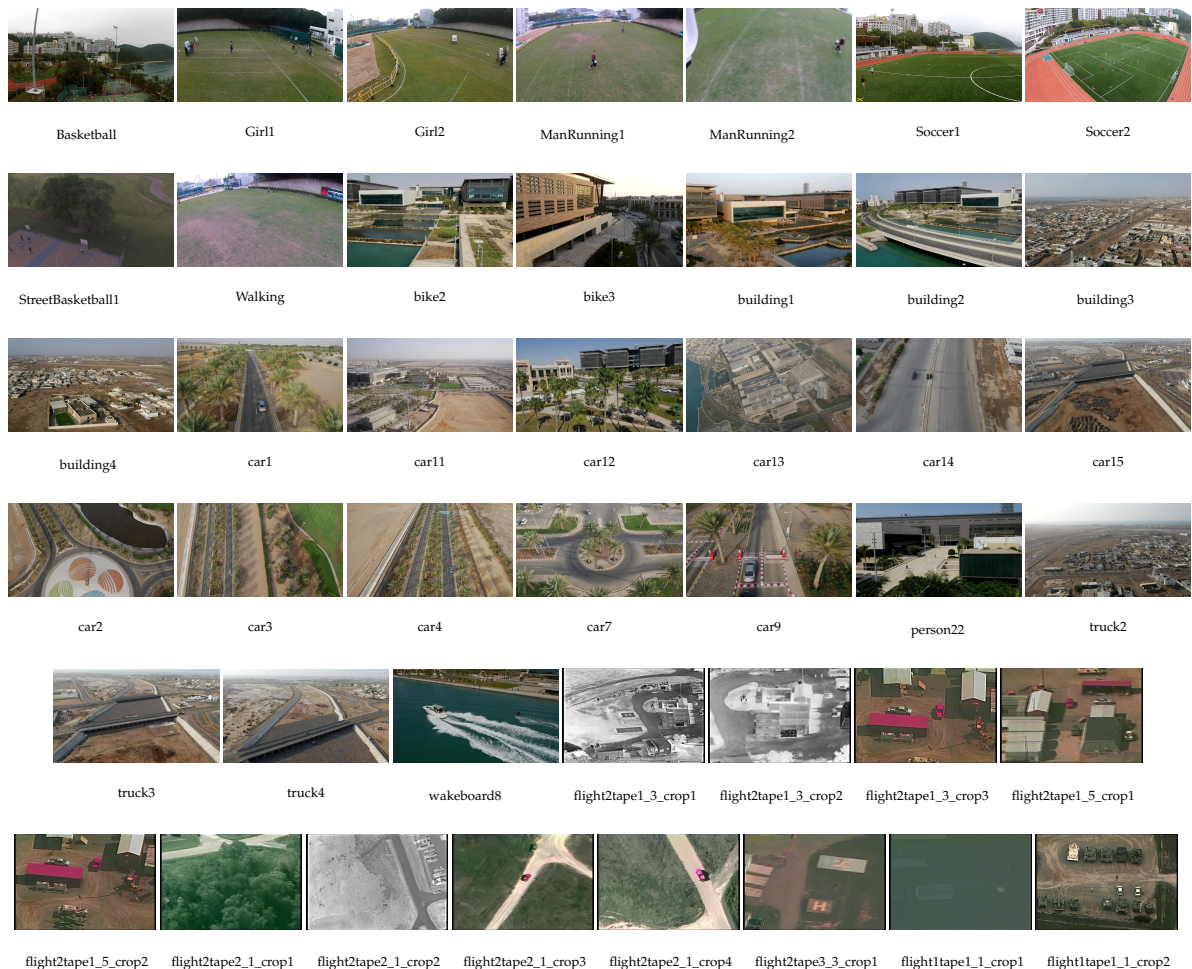 Basketball Girl1 Girl2 ManRunning1 ManRunning2 Soccer1 Soccer2
StreetBasketball1 Walking bike2 bike3 building1 building2 building3
building4 car1 car11 car12 car13 car14 car15
car2 car3 car4 car7 car9 person22 truck2
truck3 truck4 wakeboard8 flight2tape1_3_crop1 flight2tape1_3_crop2 flight2tape1_3_crop3 flight2tape1_5_crop1
flight2tape1_5_crop2 flight2tape2_1_crop1 flight2tape2_1_crop2 flight2tape2_1_crop3 flight2tape2_1_crop4 flight2tape3_3_crop1 flight1tape1_1_crop1 flight1tape1_1_crop2